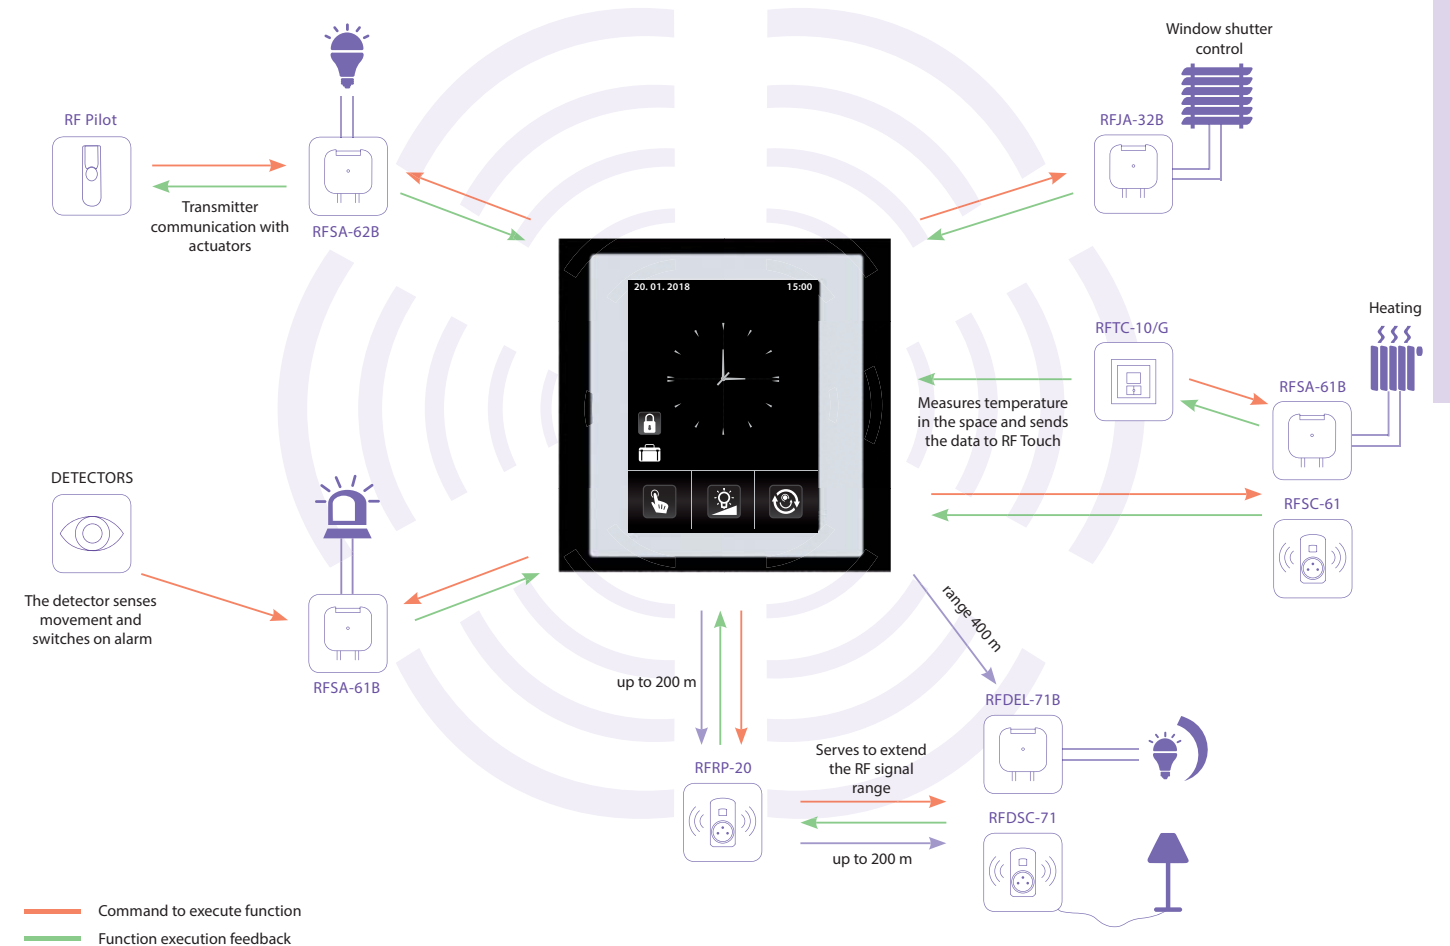 Window shutter
control
RF Pilot
RFJA-32B
Transmitter
communication with
actuators
RFSA-62B
20. 01. 2018
15:00
Heating
RFTC-10/G
RFSA-61B
Measures temperature
in the space and sends
the data to RF Touch
DETECTORS
RFSC-61
The detector senses
movement and
switches on alarm
range 400 m
up to 200 m
RFSA-61B
RFDEL-71B
Serves to extend
the RF signal
range
RFRP-20
RFDSC-71
up to 200 m
Command to execute function
Function execution feedback